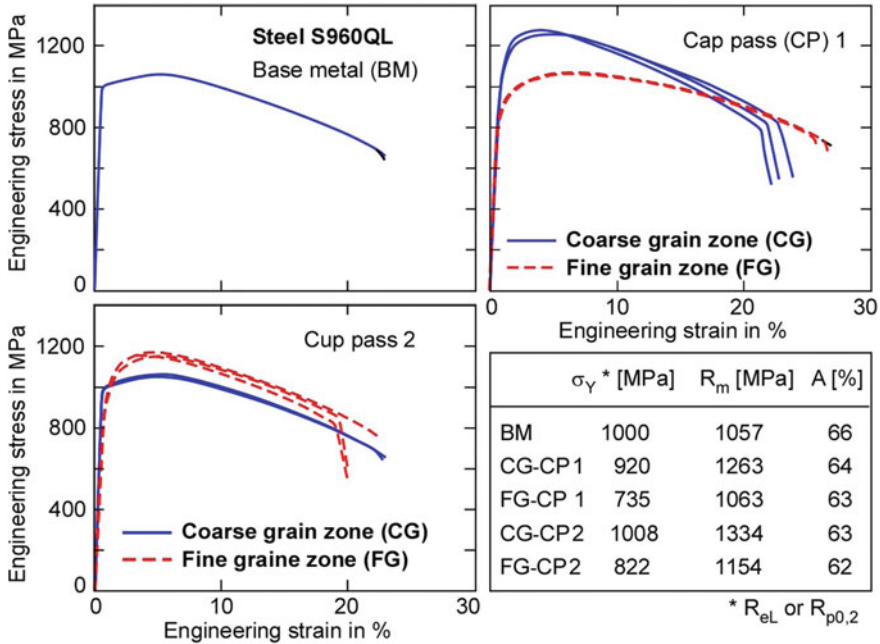 Engineering stress in MPa
1200
1000
800
400
0
Steel S960QL
Base metal (BM)
Cap pass (CP) 1
Coarse grain zone (CG)
Fine grain zone (FG)
0 10 20 30
Engineering strain in %
Engineering stress in MPa
1200
1000
800
400
0
Cup pass 2
Coarse grain zone (CG)
Fine graine zone (FG)
0 10 20 30
Engineering strain in %
σY * [MPa] Rm [MPa] A [%]
BM 1000 1057 66
CG-CP1 920 1263 64
FG-CP 1 735 1063 63
CG-CP2 1008 1334 63
FG-CP2 822 1154 62
* ReL or Rp0,2